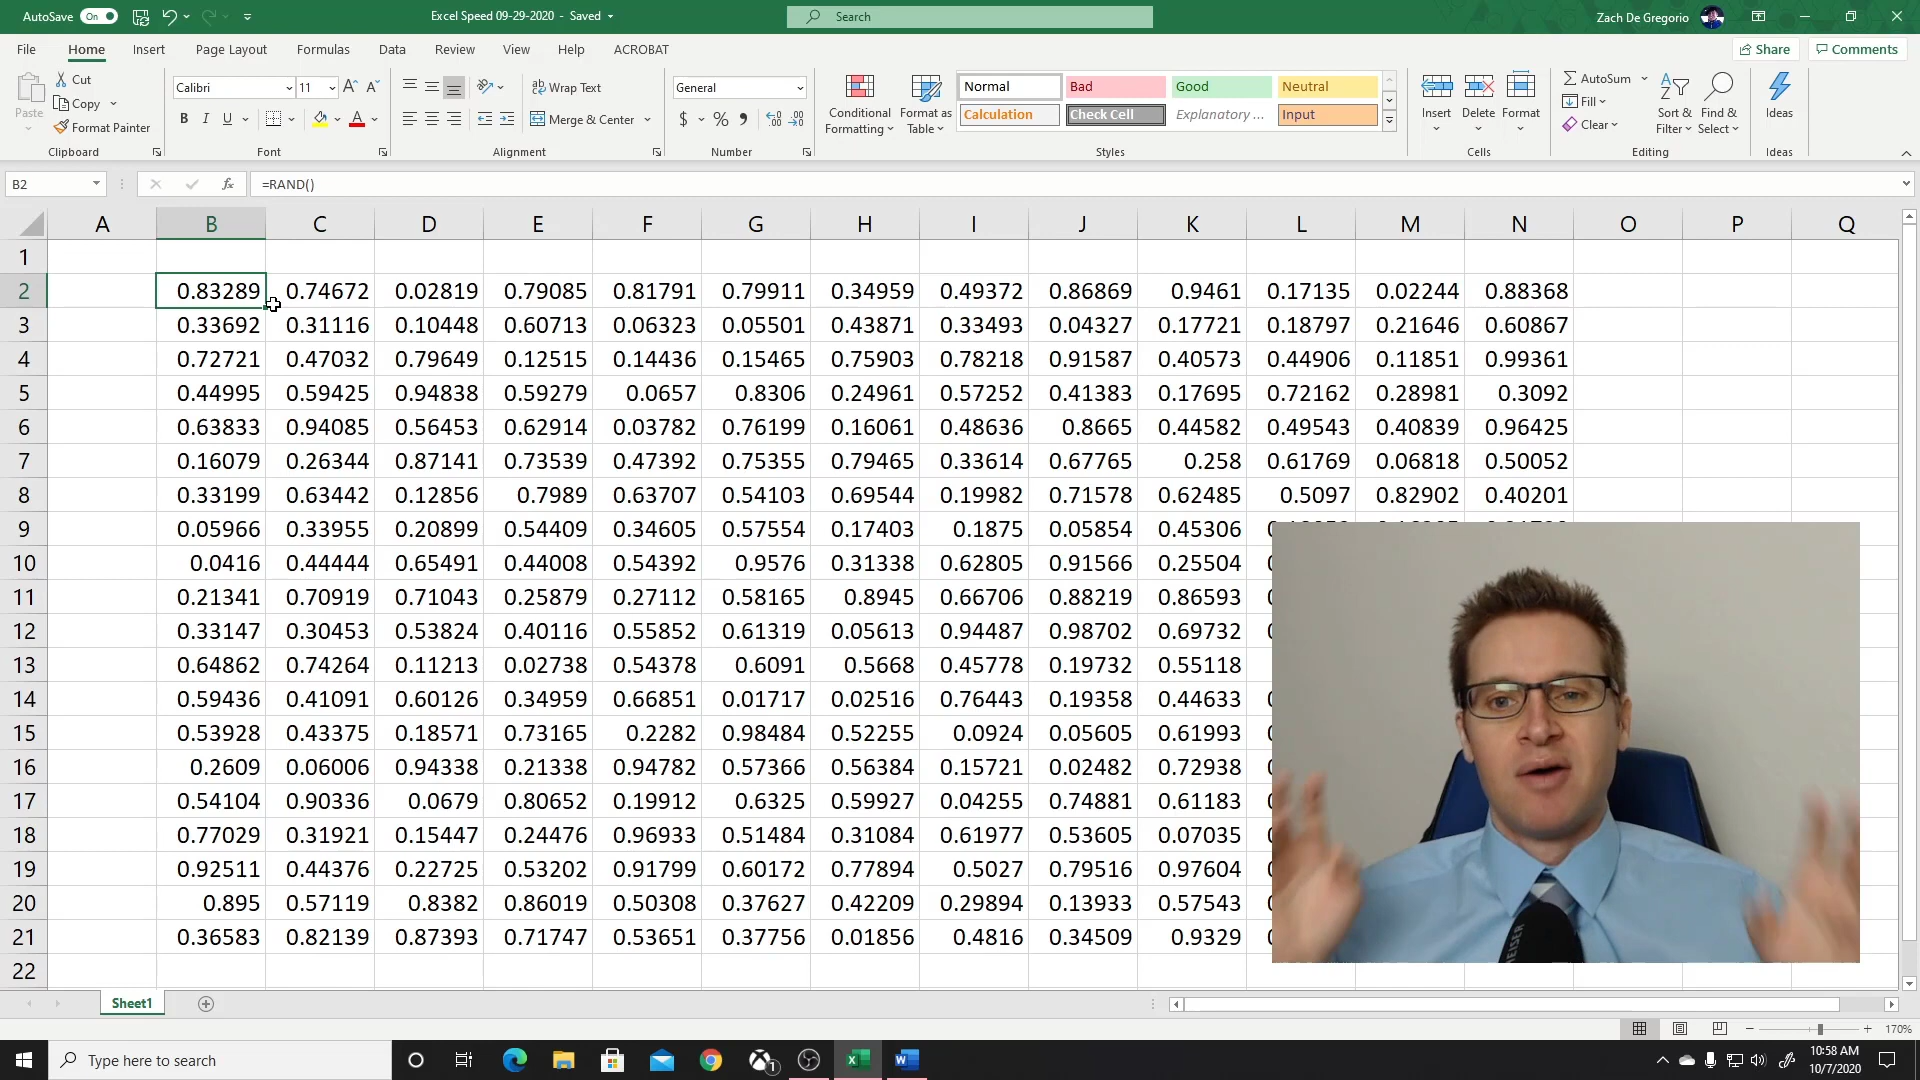 AutoSave On Excel Speed 09-29-2020 - Saved Search Zach De Gregorio
File Home Insert Page Layout Formulas Data Review View Help ACROBAT Share Comments
Paste Cut Copy Format Painter Clipboard
Calibri 11 A A B I U A Font
Wrap Text Merge & Center Alignment
General $ % Number
Conditional Formatting Format as Table Normal Bad Good Neutral Calculation Check Cell Explanatory ... Input Styles
Insert Delete Format Cells
AutoSum Fill Clear Sort & Filter Find & Select Editing
Ideas Ideas
B2 fx =RAND()
A B C D E F G H I J K L M N O P Q
1
2 0.83289 0.74672 0.02819 0.79085 0.81791 0.79911 0.34959 0.49372 0.86869 0.9461 0.17135 0.02244 0.88368
3 0.33692 0.31116 0.10448 0.60713 0.06323 0.05501 0.43871 0.33493 0.04327 0.17721 0.18797 0.21646 0.60867
4 0.72721 0.47032 0.79649 0.12515 0.14436 0.15465 0.75903 0.78218 0.91587 0.40573 0.44906 0.11851 0.99361
5 0.44995 0.59425 0.94838 0.59279 0.0657 0.8306 0.24961 0.57252 0.41383 0.17695 0.72162 0.28981 0.3092
6 0.63833 0.94085 0.56453 0.62914 0.03782 0.76199 0.16061 0.48636 0.8665 0.44582 0.49543 0.40839 0.96425
7 0.16079 0.26344 0.87141 0.73539 0.47392 0.75355 0.79465 0.33614 0.67765 0.258 0.61769 0.06818 0.50052
8 0.33199 0.63442 0.12856 0.7989 0.63707 0.54103 0.69544 0.19982 0.71578 0.62485 0.5097 0.82902 0.40201
9 0.05966 0.33955 0.20899 0.54409 0.34605 0.57554 0.17403 0.1875 0.05854 0.45306
10 0.0416 0.44444 0.65491 0.44008 0.54392 0.9576 0.31338 0.62805 0.91566 0.25504
11 0.21341 0.70919 0.71043 0.25879 0.27112 0.58165 0.8945 0.66706 0.88219 0.86593
12 0.33147 0.30453 0.53824 0.40116 0.55852 0.61319 0.05613 0.94487 0.98702 0.69732
13 0.64862 0.74264 0.11213 0.02738 0.54378 0.6091 0.5668 0.45778 0.19732 0.55118
14 0.59436 0.41091 0.60126 0.34959 0.66851 0.01717 0.02516 0.76443 0.19358 0.44633
15 0.53928 0.43375 0.18571 0.73165 0.2282 0.98484 0.52255 0.0924 0.05605 0.61993
16 0.2609 0.06006 0.94338 0.21338 0.94782 0.57366 0.56384 0.15721 0.02482 0.72938
17 0.54104 0.90336 0.0679 0.80652 0.19912 0.6325 0.59927 0.04255 0.74881 0.61183
18 0.77029 0.31921 0.15447 0.24476 0.96933 0.51484 0.31084 0.61977 0.53605 0.07035
19 0.92511 0.44376 0.22725 0.53202 0.91799 0.60172 0.77894 0.5027 0.79516 0.97604
20 0.895 0.57119 0.8382 0.86019 0.50308 0.37627 0.42209 0.29894 0.13933 0.57543
21 0.36583 0.82139 0.87393 0.71747 0.53651 0.37756 0.01856 0.4816 0.34509 0.9329
22
Sheet1
170%
Type here to search
10:58 AM
10/7/2020